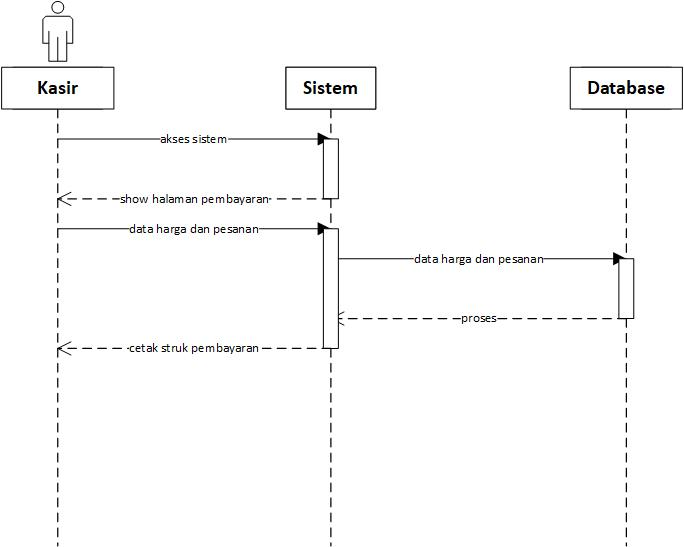 Kasir
Sistem
Database
akses sistem
show halaman pembayaran
data harga dan pesanan
data harga dan pesanan
proses
cetak struk pembayaran